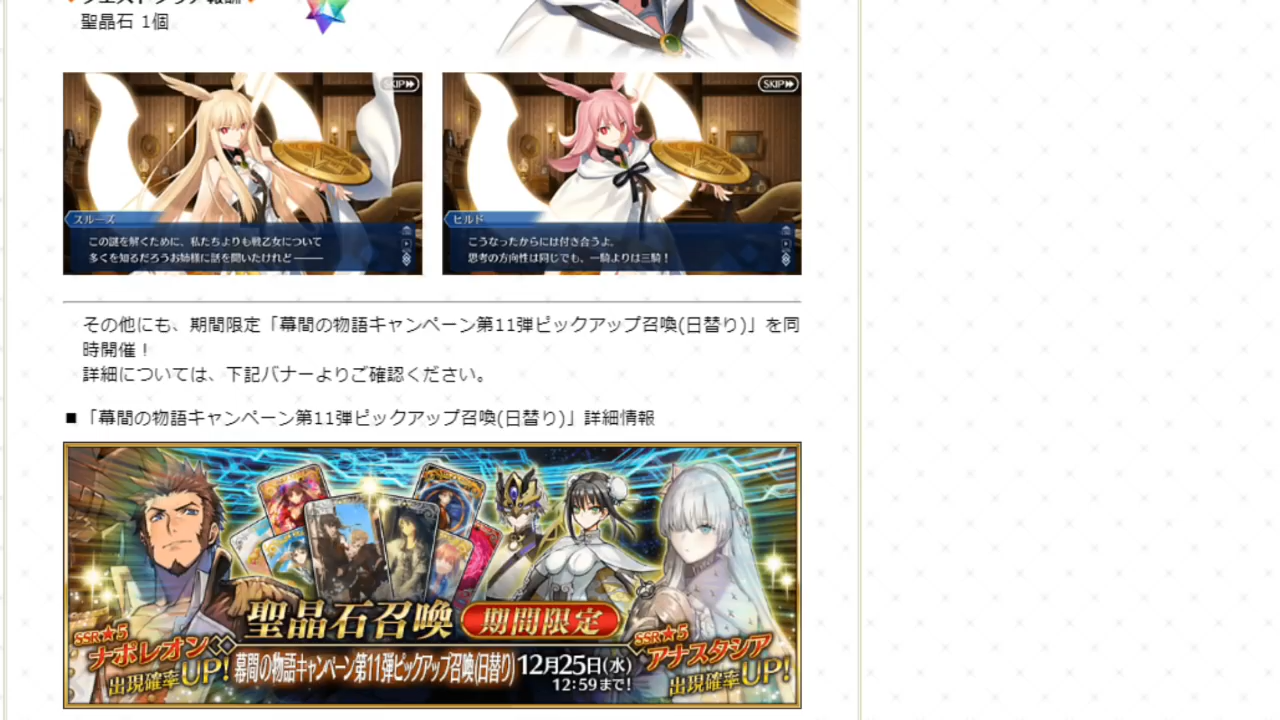 クエストクリア報酬
聖晶石 1個
SKIP
SKIP
スルーズ
この謎を解くために、私たちよりも戦乙女について
多くを知るだろうお姉様に話を聞いたけれど———
ヒルド
こうなったからには付き合うよ。
思考の方向性は同じでも、一騎よりは三騎！
その他にも、期間限定「幕間の物語キャンペーン第11弾ピックアップ召喚(日替り)」を同
時開催！
詳細については、下記バナーよりご確認ください。
■「幕間の物語キャンペーン第11弾ピックアップ召喚(日替り)」詳細情報
聖晶石召喚 期間限定
SSR★5
ナポレオン
出現確率UP!
幕間の物語キャンペーン第11弾ピックアップ召喚(日替り)
12月25日(水)
12:59まで!
SSR★5
アナスタシア
出現確率UP!